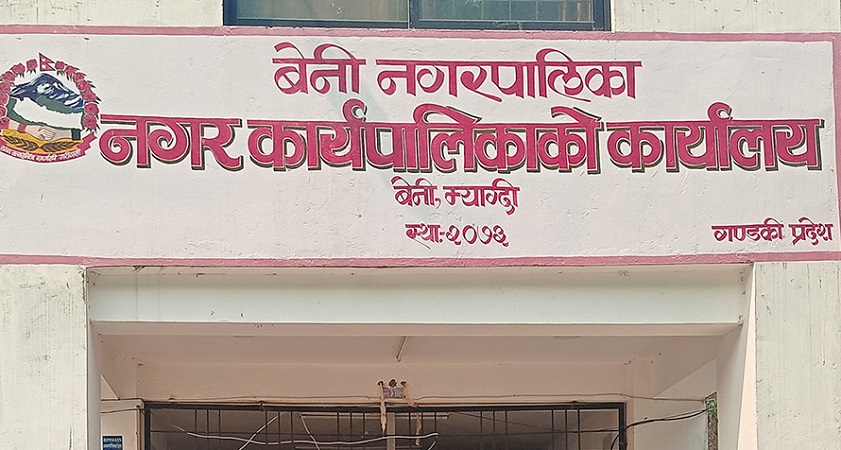 बेनी नगरपालिका
नगर कार्यपालिकाको कार्यालय
बेनी, म्याग्दी
स्था:-२०७३
गण्डकी प्रदेश